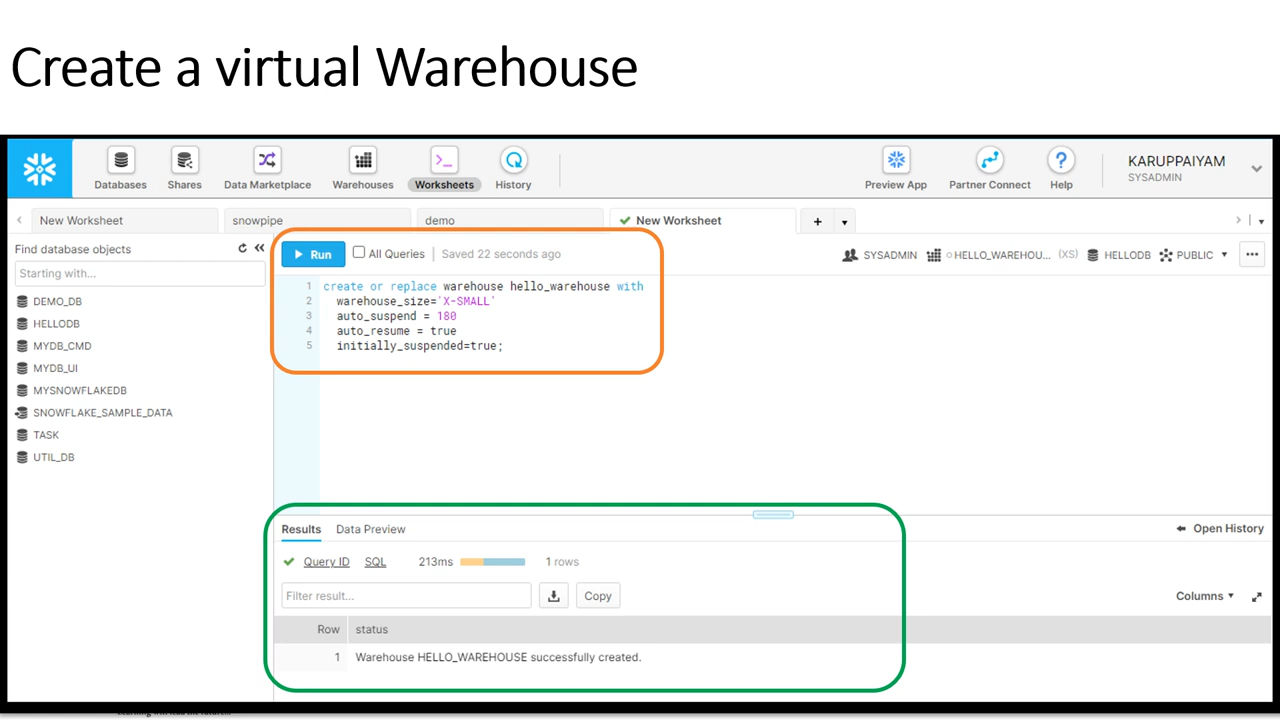 Create a virtual Warehouse
Databases
Shares
Data Marketplace
Warehouses
Worksheets
History
Preview App
Partner Connect
Help
KARUPPAIYAM
SYSADMIN
New Worksheet
snowpipe
demo
New Worksheet
Find database objects
Starting with...
DEMO_DB
HELLODB
MYDB_CMD
MYDB_UI
MYSNOWFLAKEDB
SNOWFLAKE_SAMPLE_DATA
TASK
UTIL_DB
Run
All Queries
Saved 22 seconds ago
SYSADMIN
HELLO_WAREHOU... (XS)
HELLODB
PUBLIC
1 create or replace warehouse hello_warehouse with
2 warehouse_size='X-SMALL'
3 auto_suspend = 180
4 auto_resume = true
5 initially_suspended=true;
Results
Data Preview
Open History
Query ID
SQL
213ms
1 rows
Filter result...
Copy
Columns
Row status
1 Warehouse HELLO_WAREHOUSE successfully created.